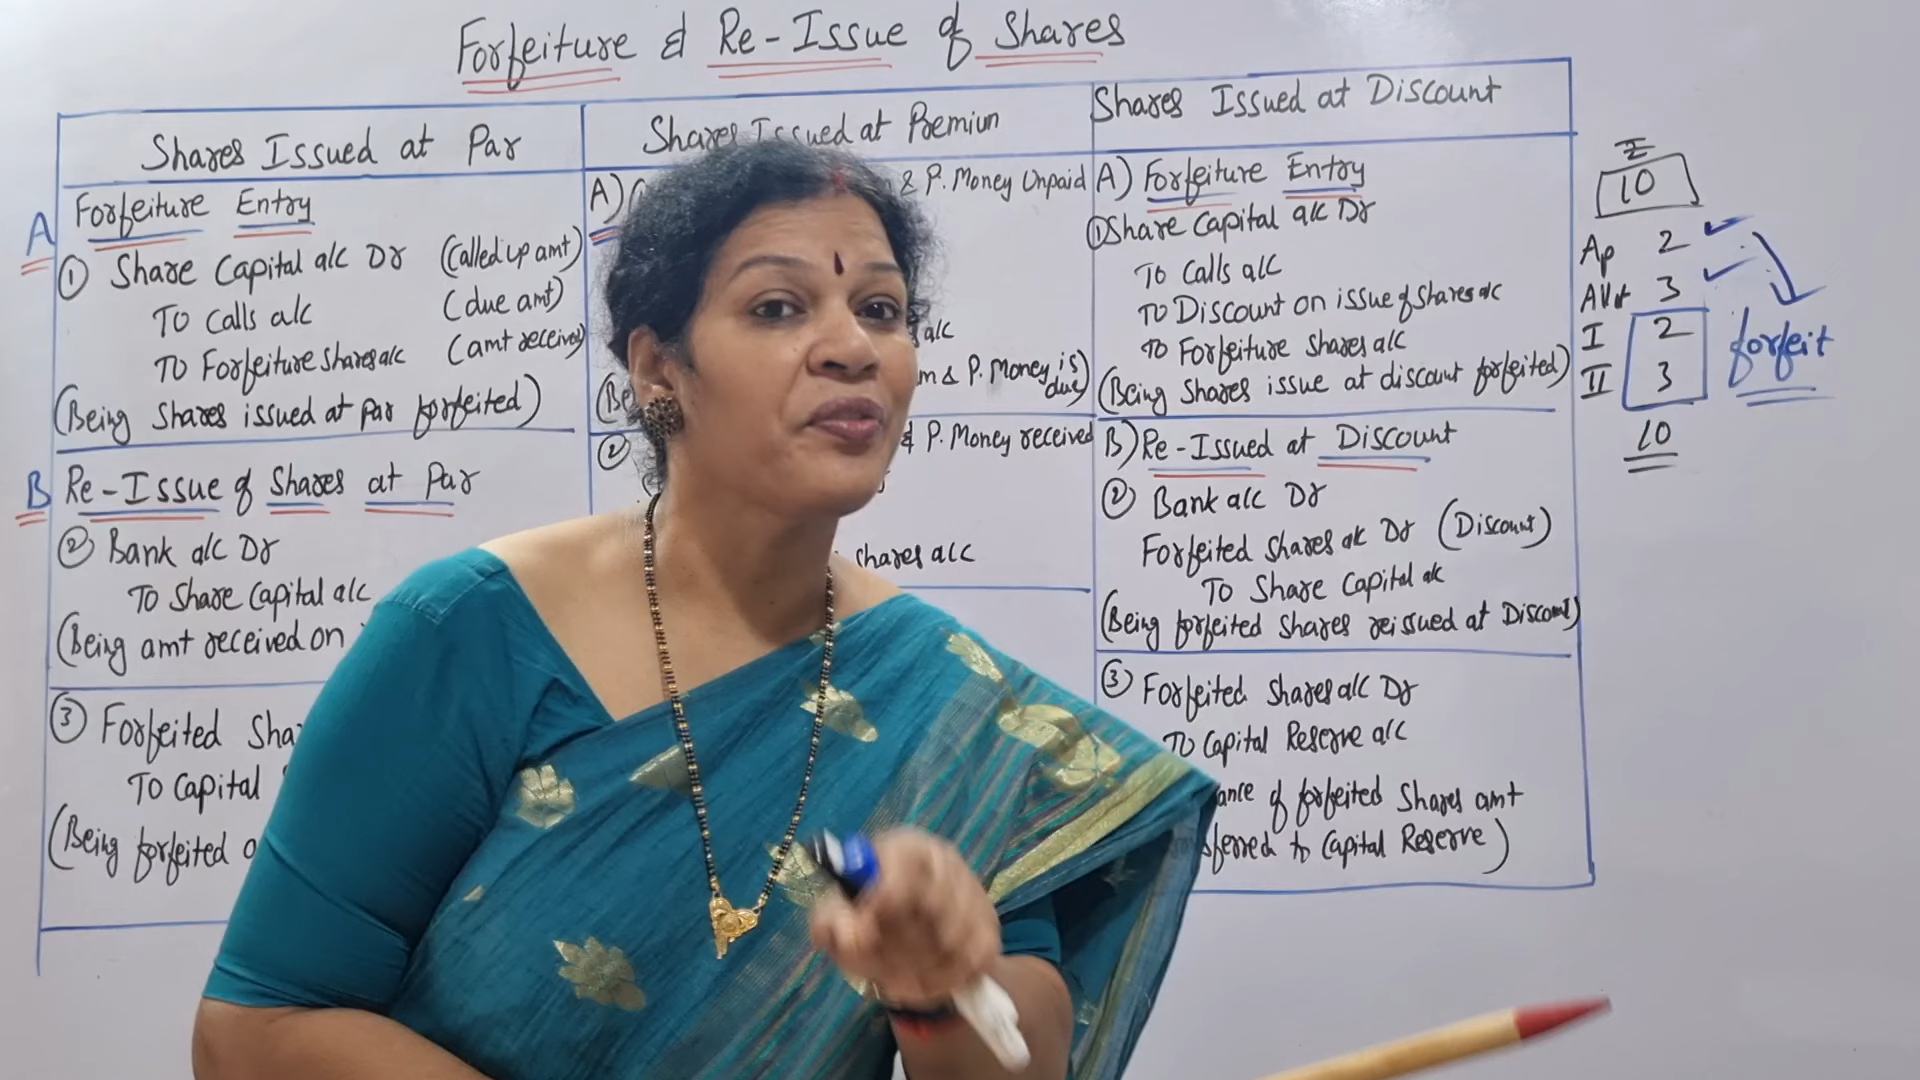 Forfeiture & Re-Issue of Shares
Shares Issued at Par
A Forfeiture Entry
① Share Capital a/c Dr (Called up amt)
To Calls a/c (due amt)
To Forfeiture Shares a/c (amt received)
(Being Shares issued at par forfeited)
B Re-Issue of Shares at Par
② Bank a/c Dr
To Share Capital a/c
(Being amt received on
③ Forfeited
To Capital
(Being forfeited
Shares Issued at Premium
A) & P. Money Unpaid
a/c
& P. Money is due)
② & P. Money received
Shares a/c
Shares Issued at Discount
A) Forfeiture Entry
① Share Capital a/c Dr
To Calls a/c
To Discount on issue of Shares a/c
To Forfeiture Shares a/c
(Being Shares issue at discount forfeited)
B) Re-Issued at Discount
② Bank a/c Dr
Forfeited Shares a/c Dr (Discount)
To Share Capital a/c
(Being forfeited Shares reissued at Discount)
③ Forfeited Shares a/c Dr
To Capital Reserve a/c
of forfeited Shares amt
to Capital Reserve)
10
Ap 2
Allot 3
I 2
II 3
10
forfeit